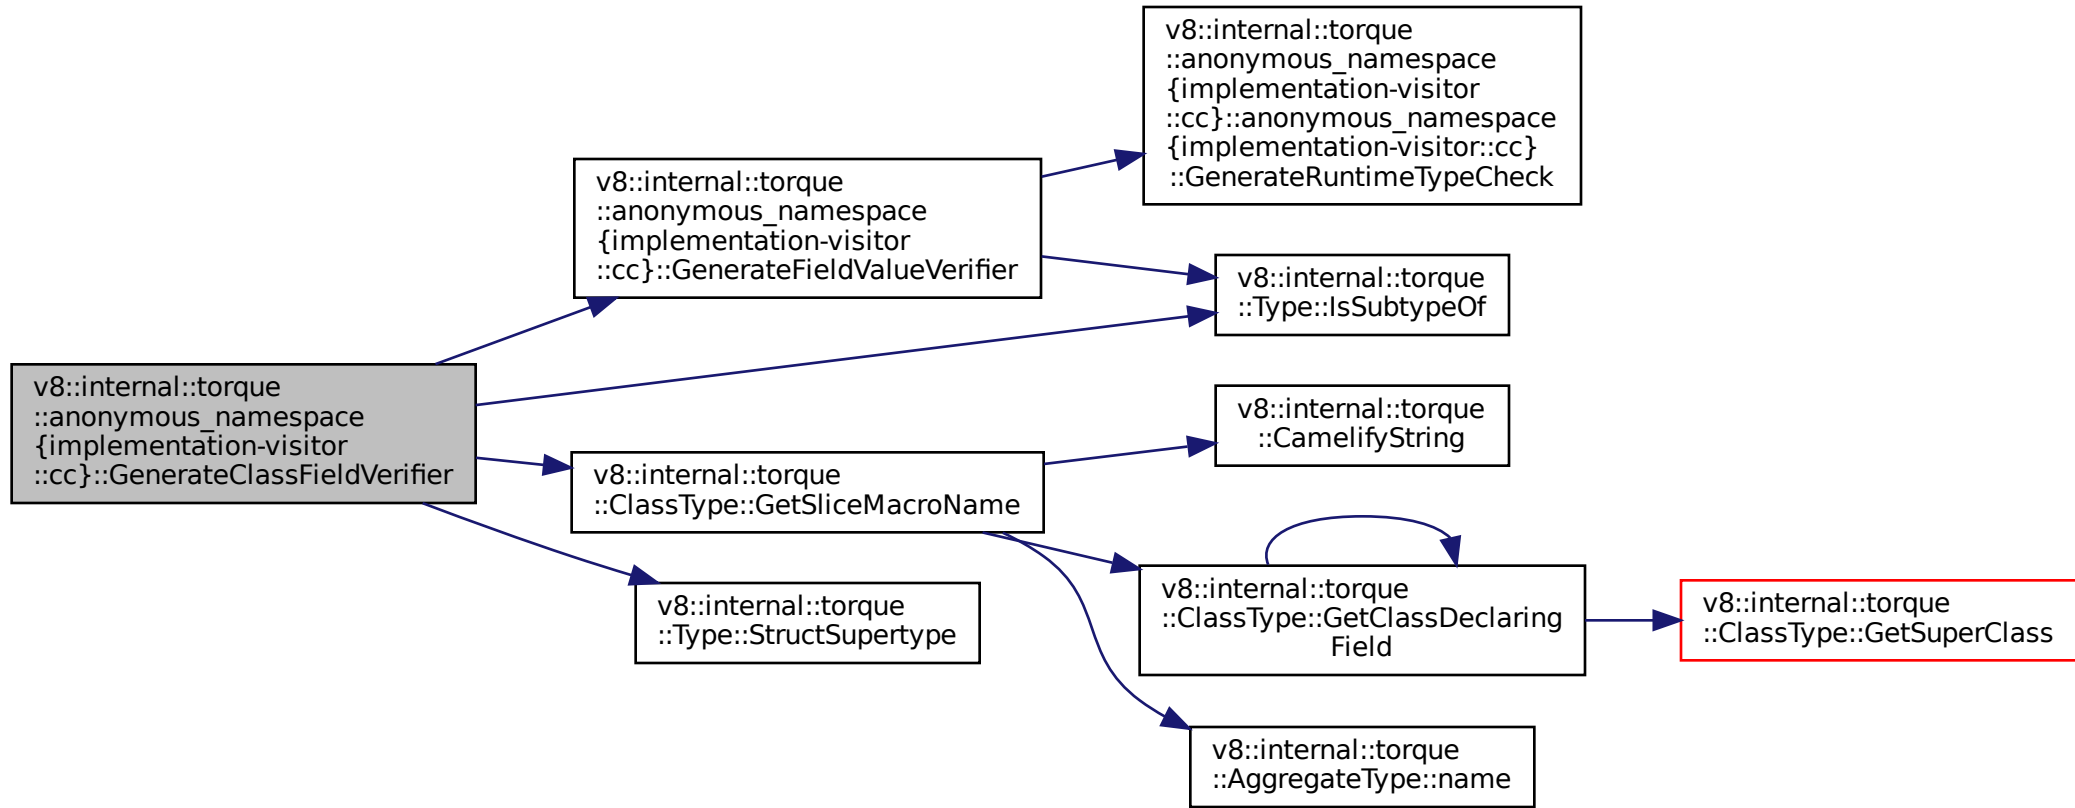 v8::internal::torque
::anonymous_namespace
{implementation-visitor
::cc}::GenerateClassFieldVerifier
v8::internal::torque
::anonymous_namespace
{implementation-visitor
::cc}::GenerateFieldValueVerifier
v8::internal::torque
::anonymous_namespace
{implementation-visitor
::cc}::anonymous_namespace
{implementation-visitor::cc}
::GenerateRuntimeTypeCheck
v8::internal::torque
::Type::IsSubtypeOf
v8::internal::torque
::ClassType::GetSliceMacroName
v8::internal::torque
::CamelifyString
v8::internal::torque
::ClassType::GetClassDeclaring
Field
v8::internal::torque
::ClassType::GetSuperClass
v8::internal::torque
::AggregateType::name
v8::internal::torque
::Type::StructSupertype